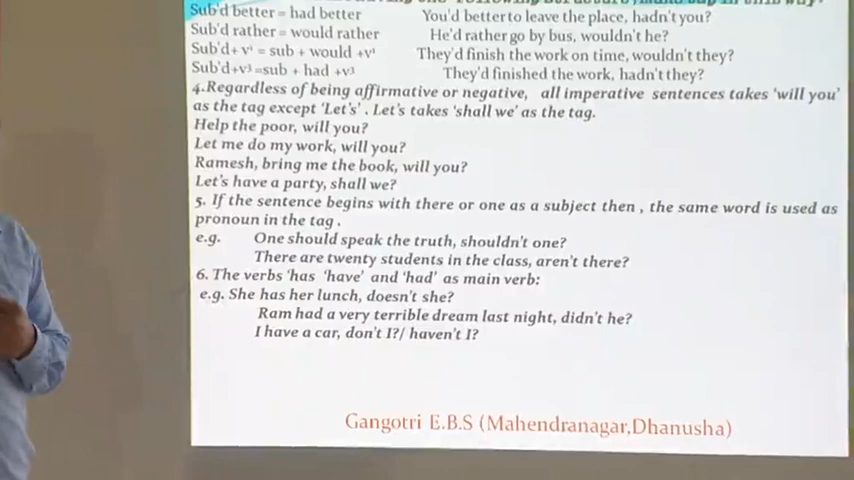 Sub'd better = had better You'd better to leave the place, hadn't you?
Sub'd rather = would rather He'd rather go by bus, wouldn't he?
Sub'd+ v¹ = sub + would +v¹ They'd finish the work on time, wouldn't they?
Sub'd+v³ =sub + had +v³ They'd finished the work, hadn't they?
4.Regardless of being affirmative or negative, all imperative sentences takes 'will you'
as the tag except 'Let's' . Let's takes 'shall we' as the tag.
Help the poor, will you?
Let me do my work, will you?
Ramesh, bring me the book, will you?
Let's have a party, shall we?
5. If the sentence begins with there or one as a subject then , the same word is used as
pronoun in the tag .
e.g. One should speak the truth, shouldn't one?
There are twenty students in the class, aren't there?
6. The verbs 'has 'have' and 'had' as main verb:
e.g. She has her lunch, doesn't she?
Ram had a very terrible dream last night, didn't he?
I have a car, don't I?/ haven't I?
Gangotri E.B.S (Mahendranagar,Dhanusha)